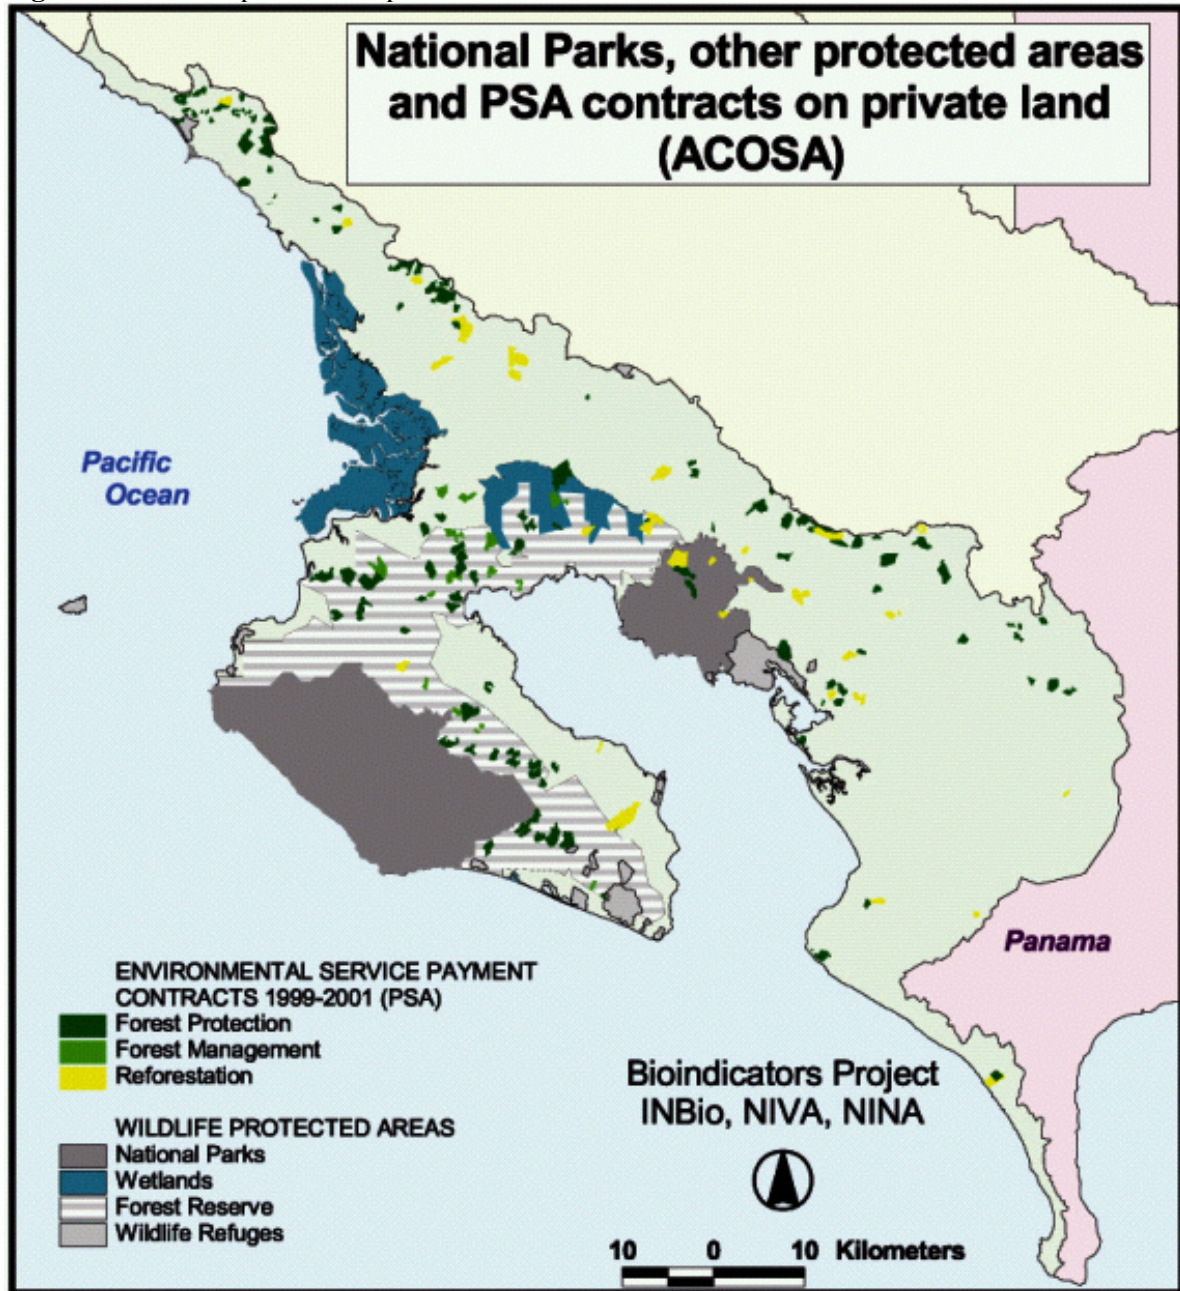 National Parks, other protected areas
and PSA contracts on private land
(ACOSA)
Pacific
Ocean
Panama
ENVIRONMENTAL SERVICE PAYMENT
CONTRACTS 1999-2001 (PSA)
Forest Protection
Forest Management
Reforestation
WILDLIFE PROTECTED AREAS
National Parks
Wetlands
Forest Reserve
Wildlife Refuges
Bioindicators Project
INBio, NIVA, NINA
10 0 10 Kilometers